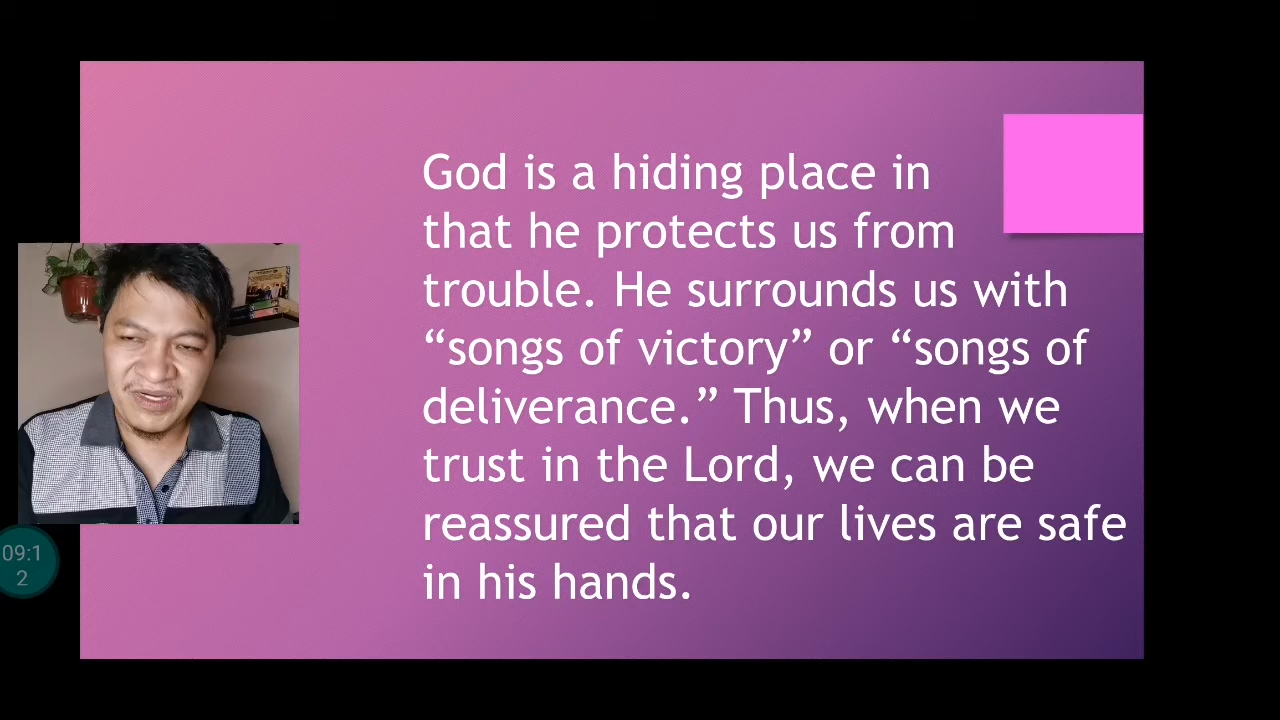 God is a hiding place in
that he protects us from
trouble. He surrounds us with
“songs of victory” or “songs of
deliverance.” Thus, when we
trust in the Lord, we can be
reassured that our lives are safe
in his hands.
09:1
2